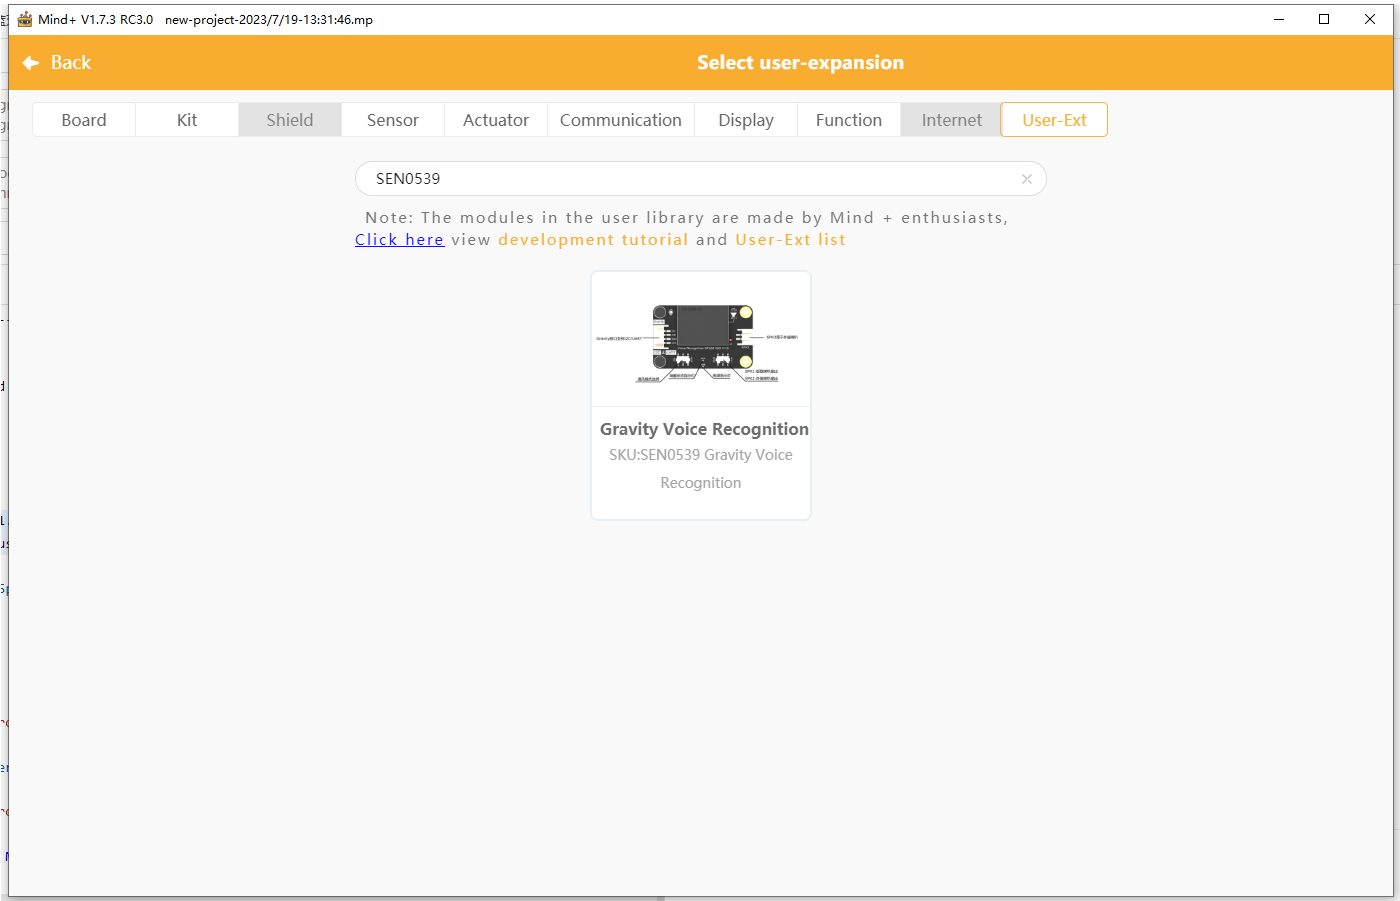 Mind+ V1.7.3 RC3.0 new-project-2023/7/19-13:31:46.mp
Back
Select user-expansion
Board Kit Shield Sensor Actuator Communication Display Function Internet User-Ext
SEN0539
Note: The modules in the user library are made by Mind + enthusiasts,
Click here view development tutorial and User-Ext list
Gravity Voice Recognition
SKU:SEN0539 Gravity Voice
Recognition